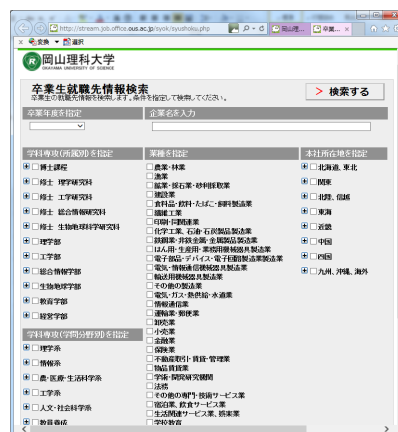 http://stream.job.office.ous.ac.jp/syok/syushoku.php
岡山理...
卒業...
変換 選択
岡山理科大学
OKAYAMA UNIVERSITY OF SCIENCE
卒業生就職先情報検索
卒業生の就職先情報を検索します。条件を指定して検索してください。
> 検索する
卒業年度を指定
企業名を入力
学科専攻(所属別)を指定
博士課程
修士 理学研究科
修士 工学研究科
修士 総合情報研究科
修士 生物地球科学研究科
理学部
工学部
総合情報学部
生物地球学部
教育学部
経営学部
学科専攻(学問分野別)を指定
理学系
情報系
農・医療・生活科学系
工学系
人文・社会科学系
教員養成
業種を指定
農業・林業
漁業
鉱業・採石業・砂利採取業
建設業
食料品・飲料・たばこ・飼料製造業
繊維工業
印刷・同関連業
化学工業、石油・石炭製品製造業
鉄鋼業・非鉄金属・金属製品製造業
はん用・生産用・業務用機械器具製造業
電子部品・デバイス・電子回路製造業製造業
電気・情報通信機械器具製造業
輸送用機械器具製造業
その他の製造業
電気・ガス・熱供給・水道業
情報通信業
運輸業・郵便業
卸売業
小売業
金融業
保険業
不動産取引・賃貸・管理業
物品賃貸業
学術・開発研究機関
法務
その他の専門・技術サービス業
宿泊業、飲食サービス業
生活関連サービス業、娯楽業
学校教育
本社所在地を指定
北海道、東北
関東
北陸、信越
東海
近畿
中国
四国
九州、沖縄、海外